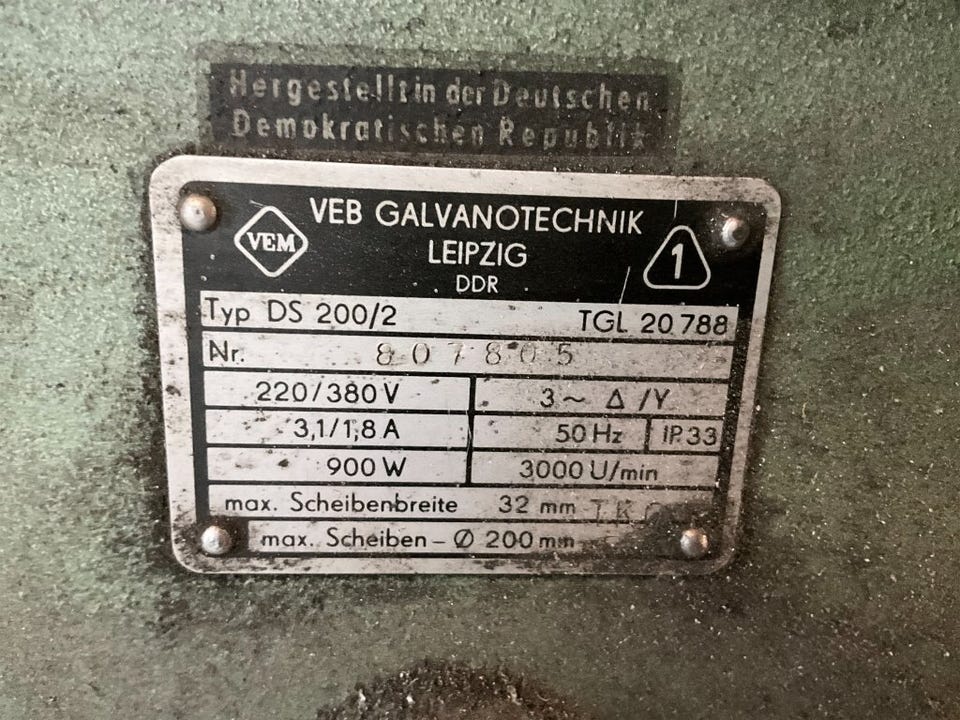 Hergestellt in der Deutschen
Demokratischen Republik
VEM
VEB GALVANOTECHNIK
LEIPZIG
DDR
1
Typ DS 200/2 TGL 20 788
Nr. 807805
220/380 V 3~ Δ/Y
3,1/1,8 A 50 Hz IP 33
900 W 3000 U/min
max. Scheibenbreite 32 mm
max. Scheiben - Ø 200 mm